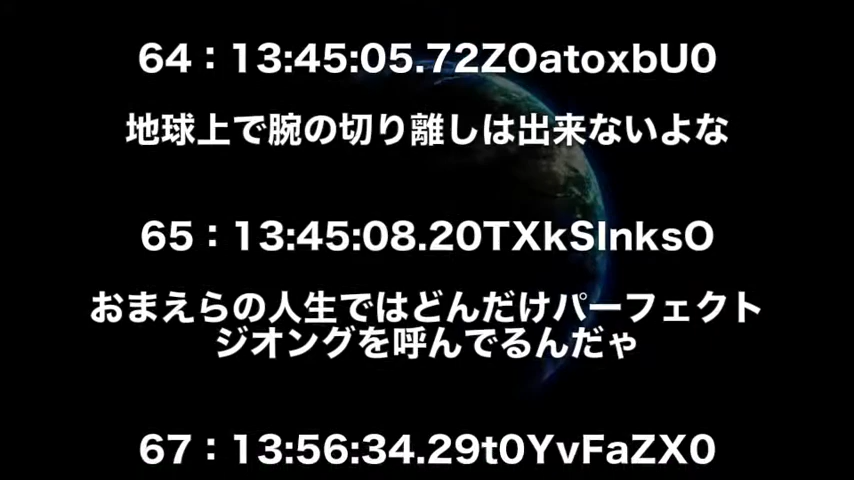 64：13:45:05.72ZOatoxbU0
地球上で腕の切り離しは出来ないよな
65：13:45:08.20TXkSInksO
おまえらの人生ではどんだけパーフェクト
ジオングを呼んでるんだゃ
67：13:56:34.29t0YvFaZX0